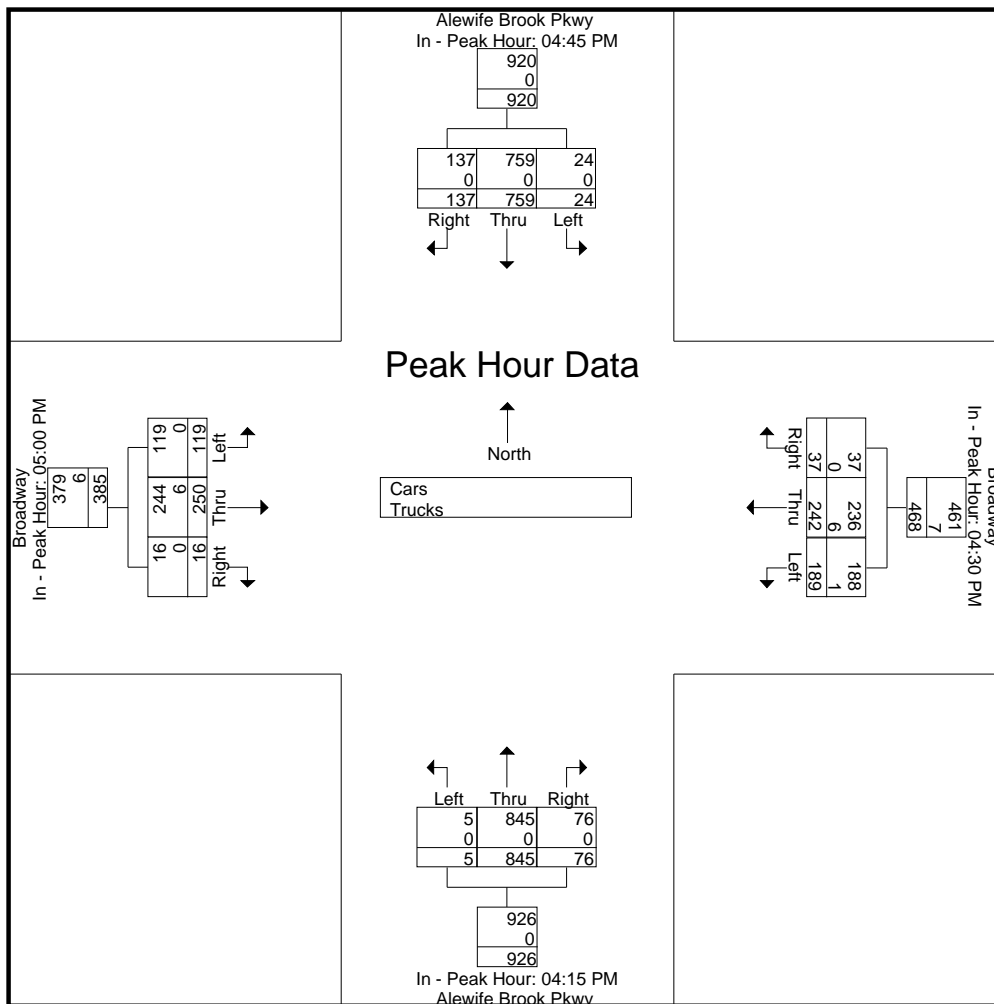 Alewife Brook Pkwy
In - Peak Hour: 04:45 PM
920
0
920
137 759 24
0 0 0
137 759 24
Right Thru Left
Peak Hour Data
North
Cars
Trucks
Broadway
In - Peak Hour: 05:00 PM
379
6
385
119 0 119
244 6 250
16 0 16
Left
Thru
Right
Broadway
In - Peak Hour: 04:30 PM
461
7
468
37 0 37
236 6 242
188 1 189
Right
Thru
Left
Left Thru Right
5 845 76
0 0 0
5 845 76
926
0
926
In - Peak Hour: 04:15 PM
Alewife Brook Pkwy